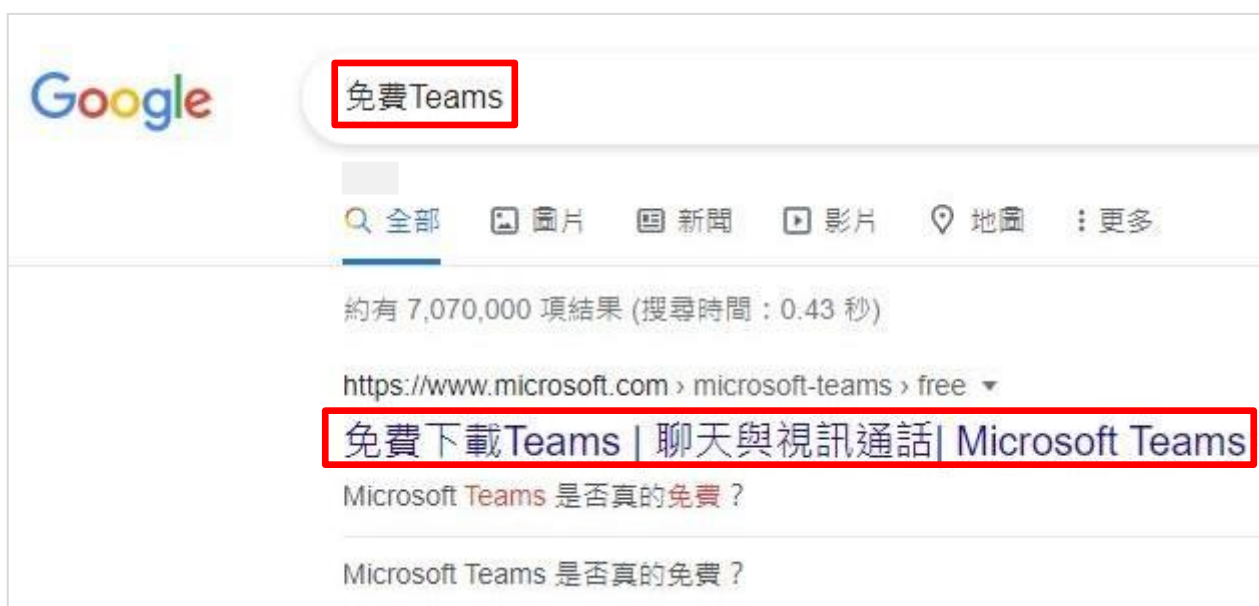 Google
免費Teams
全部 圖片 新聞 影片 地圖 更多
約有 7,070,000 項結果 (搜尋時間：0.43 秒)
https://www.microsoft.com › microsoft-teams › free
免費下載Teams | 聊天與視訊通話| Microsoft Teams
Microsoft Teams 是否真的免費？
Microsoft Teams 是否真的免費？